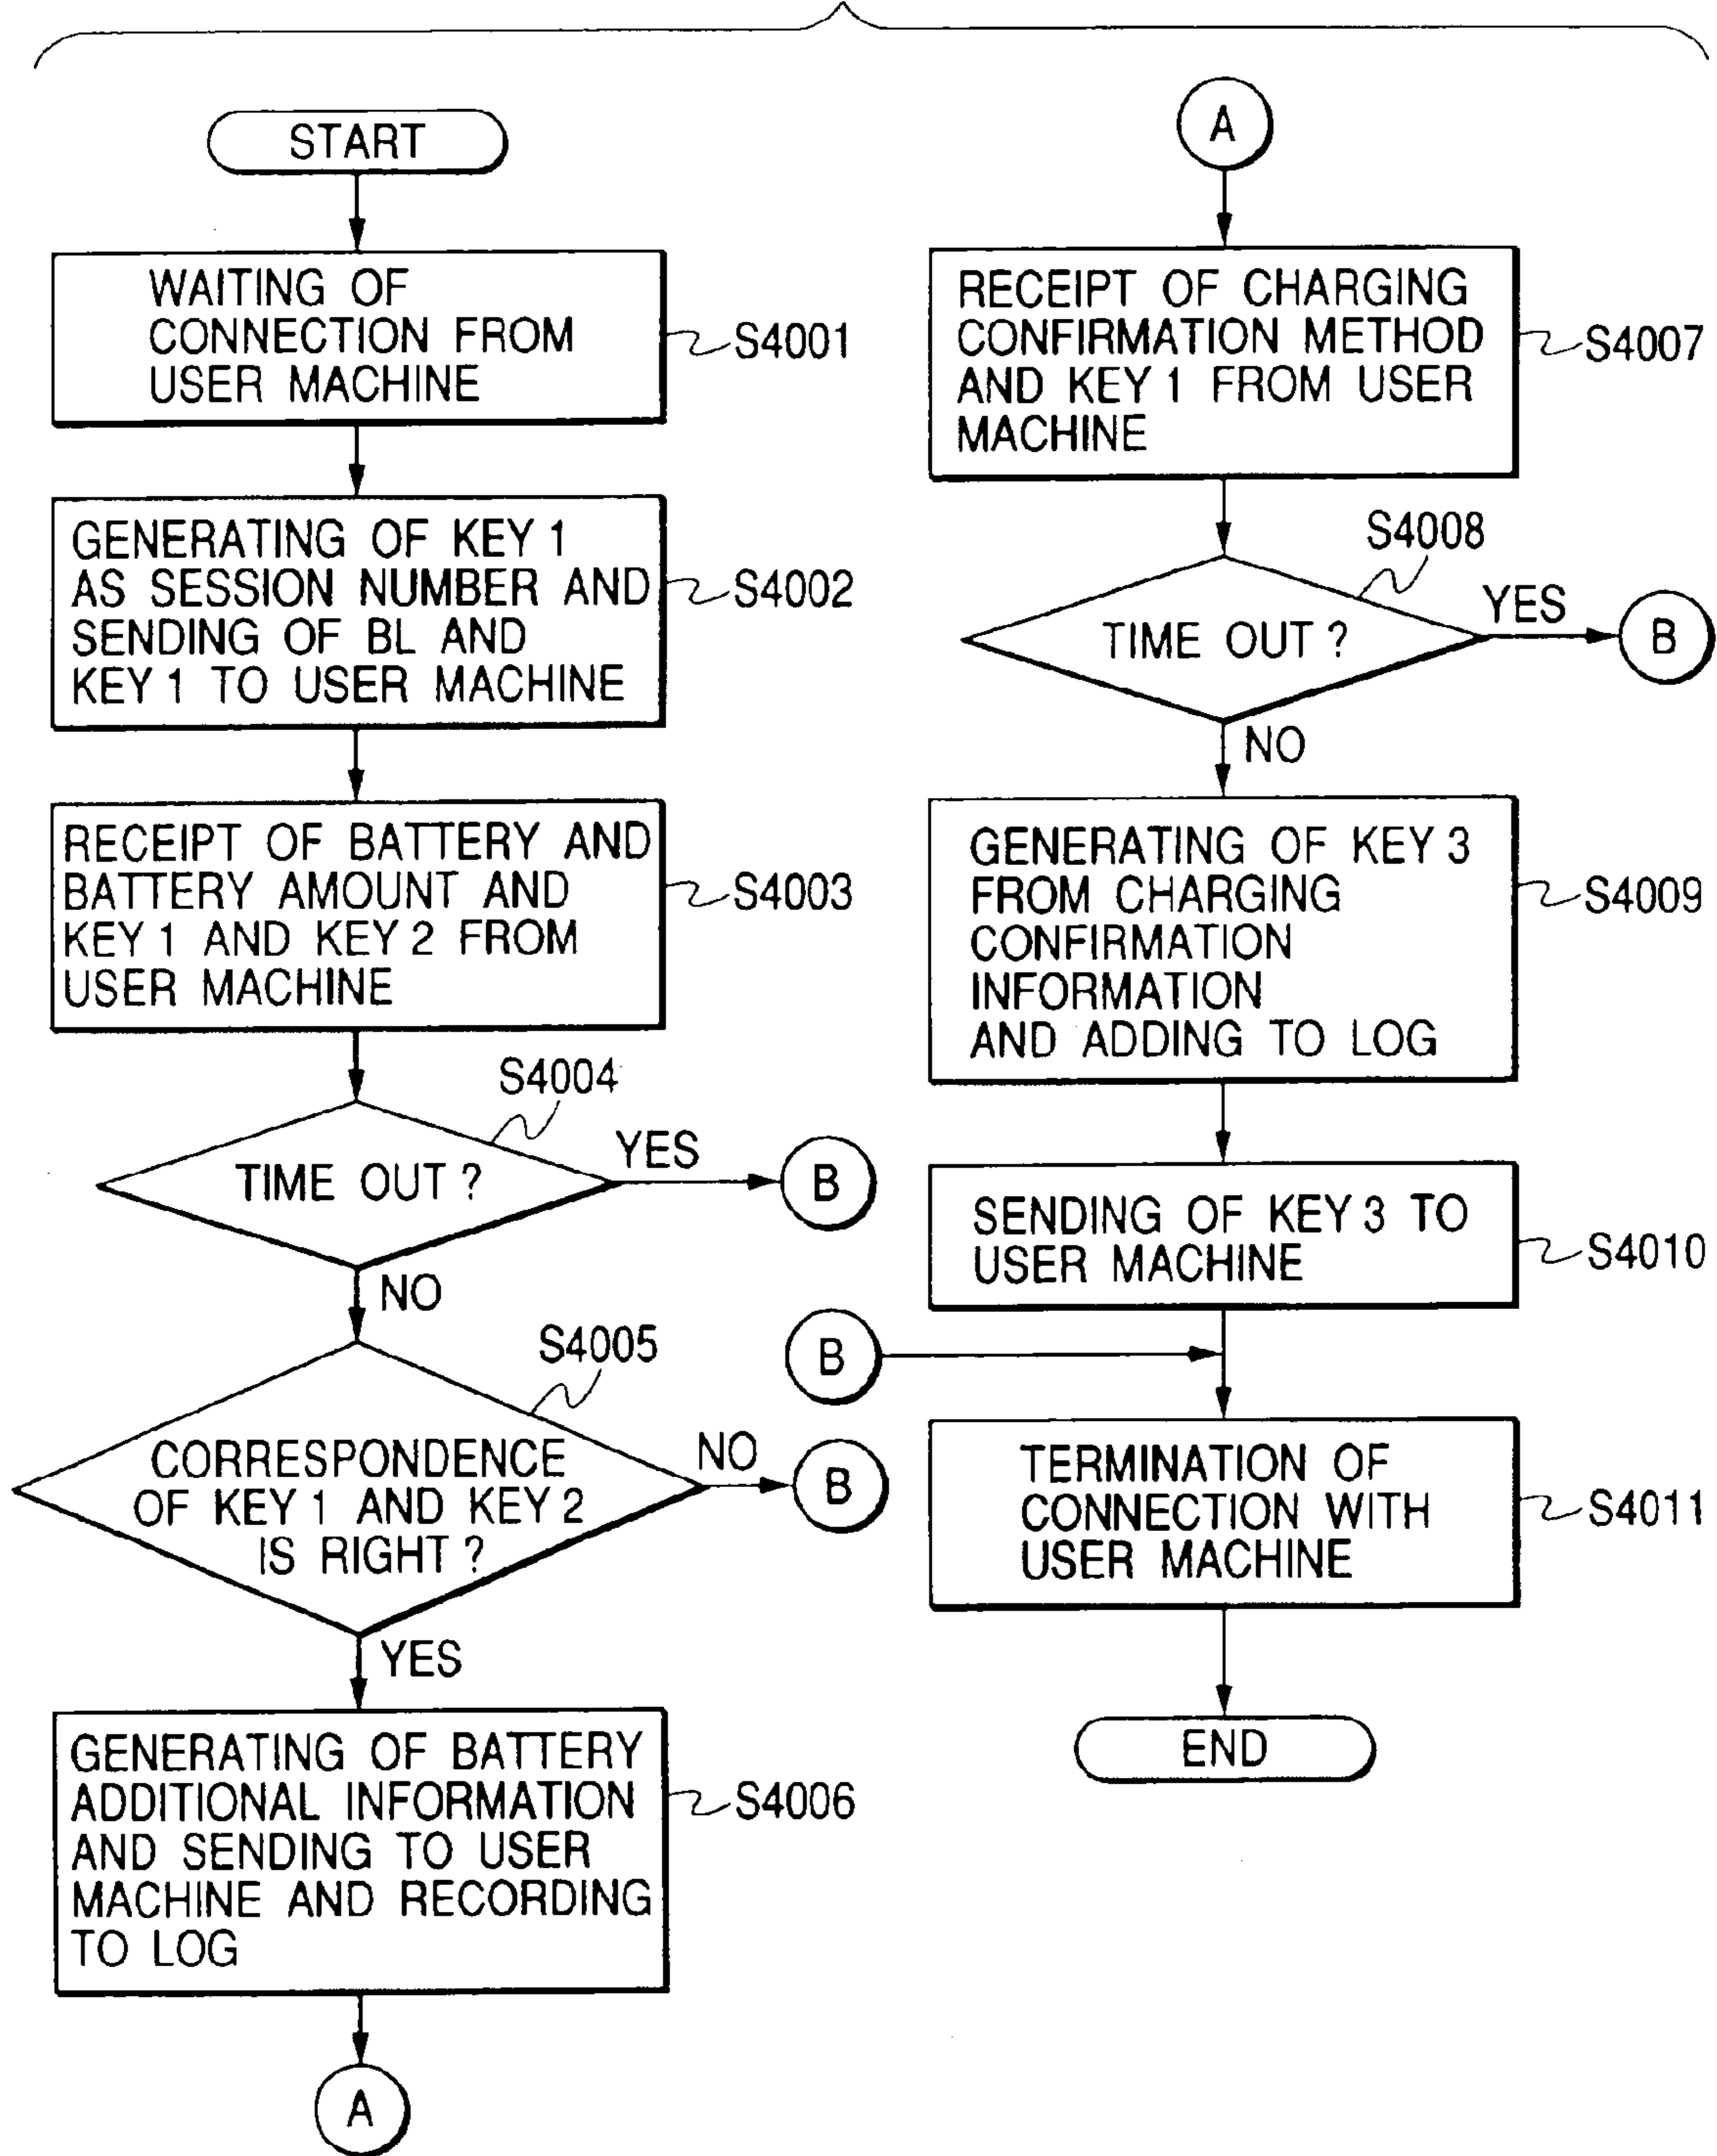 START
WAITING OF
CONNECTION FROM
USER MACHINE
S4001
GENERATING OF KEY 1
AS SESSION NUMBER AND
SENDING OF BL AND
KEY 1 TO USER MACHINE
S4002
RECEIPT OF BATTERY AND
BATTERY AMOUNT AND
KEY 1 AND KEY 2 FROM
USER MACHINE
S4003
S4004
TIME OUT ?
YES
B
NO
S4005
CORRESPONDENCE
OF KEY 1 AND KEY 2
IS RIGHT ?
NO
B
YES
GENERATING OF BATTERY
ADDITIONAL INFORMATION
AND SENDING TO USER
MACHINE AND RECORDING
TO LOG
S4006
A
A
RECEIPT OF CHARGING
CONFIRMATION METHOD
AND KEY 1 FROM USER
MACHINE
S4007
S4008
TIME OUT ?
YES
B
NO
GENERATING OF KEY 3
FROM CHARGING
CONFIRMATION
INFORMATION
AND ADDING TO LOG
S4009
SENDING OF KEY 3 TO
USER MACHINE
S4010
B
TERMINATION OF
CONNECTION WITH
USER MACHINE
S4011
END